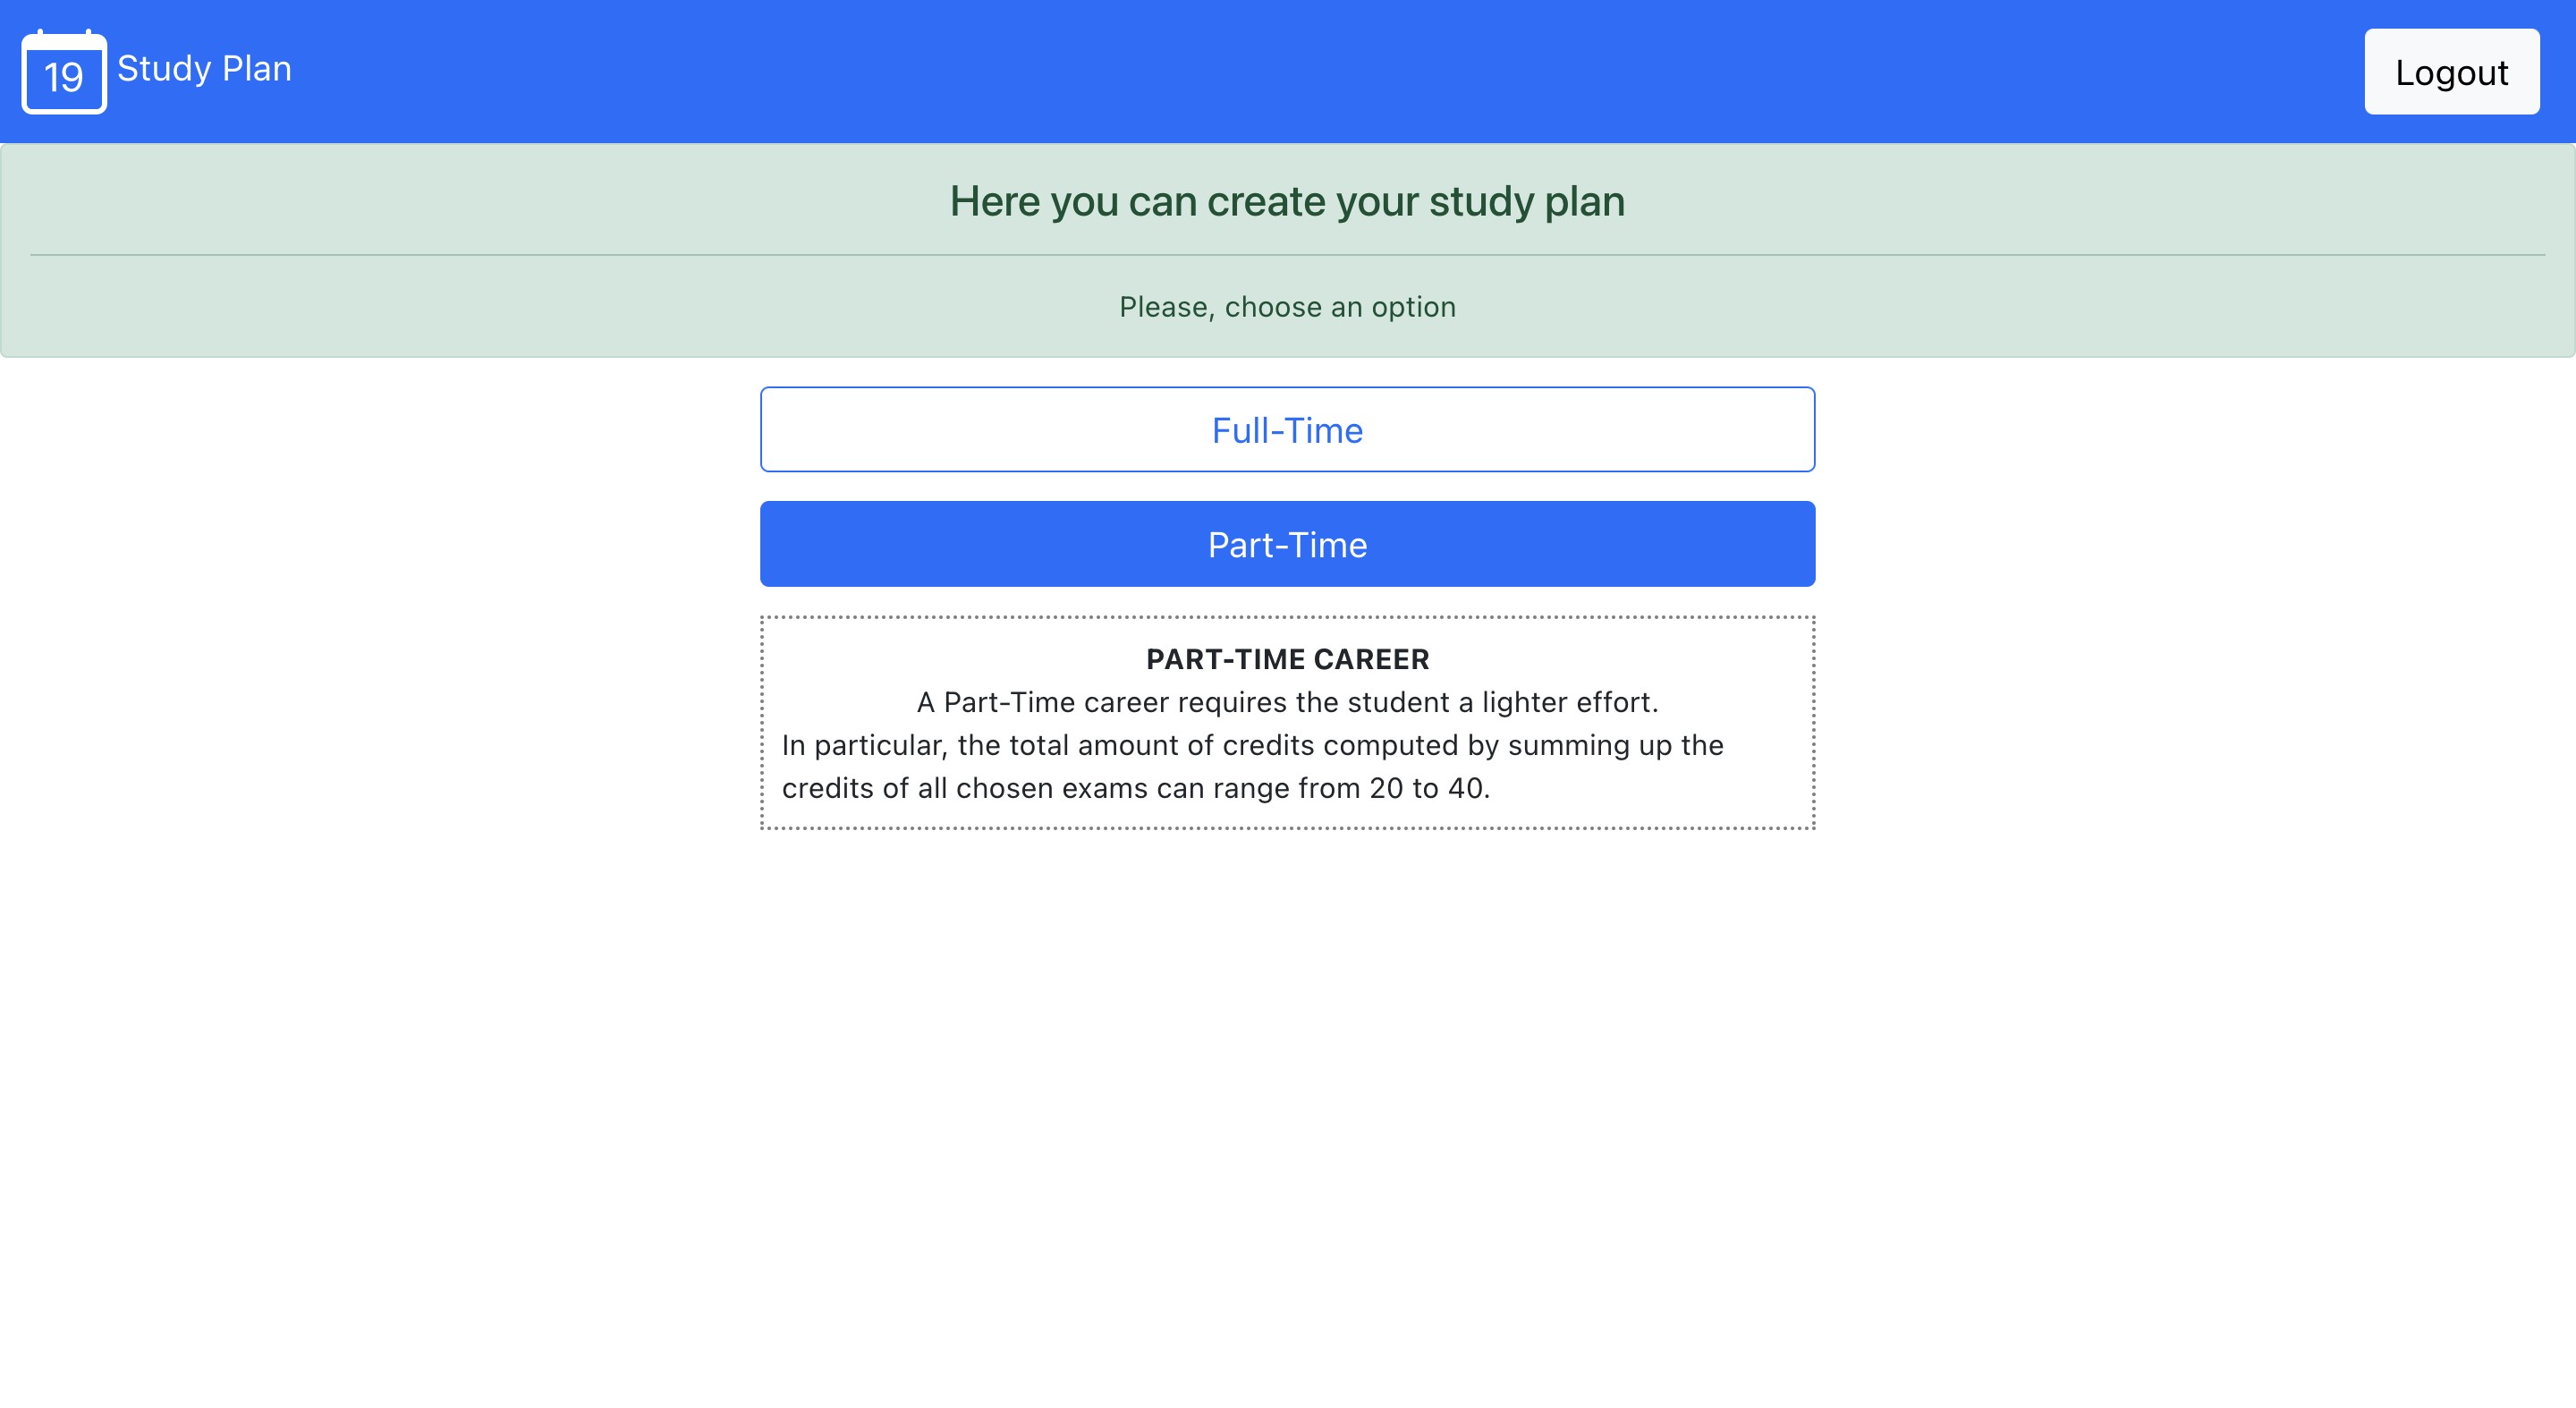 19
Study Plan
Logout
Here you can create your study plan
Please, choose an option
Full-Time
Part-Time
PART-TIME CAREER
A Part-Time career requires the student a lighter effort.
In particular, the total amount of credits computed by summing up the
credits of all chosen exams can range from 20 to 40.